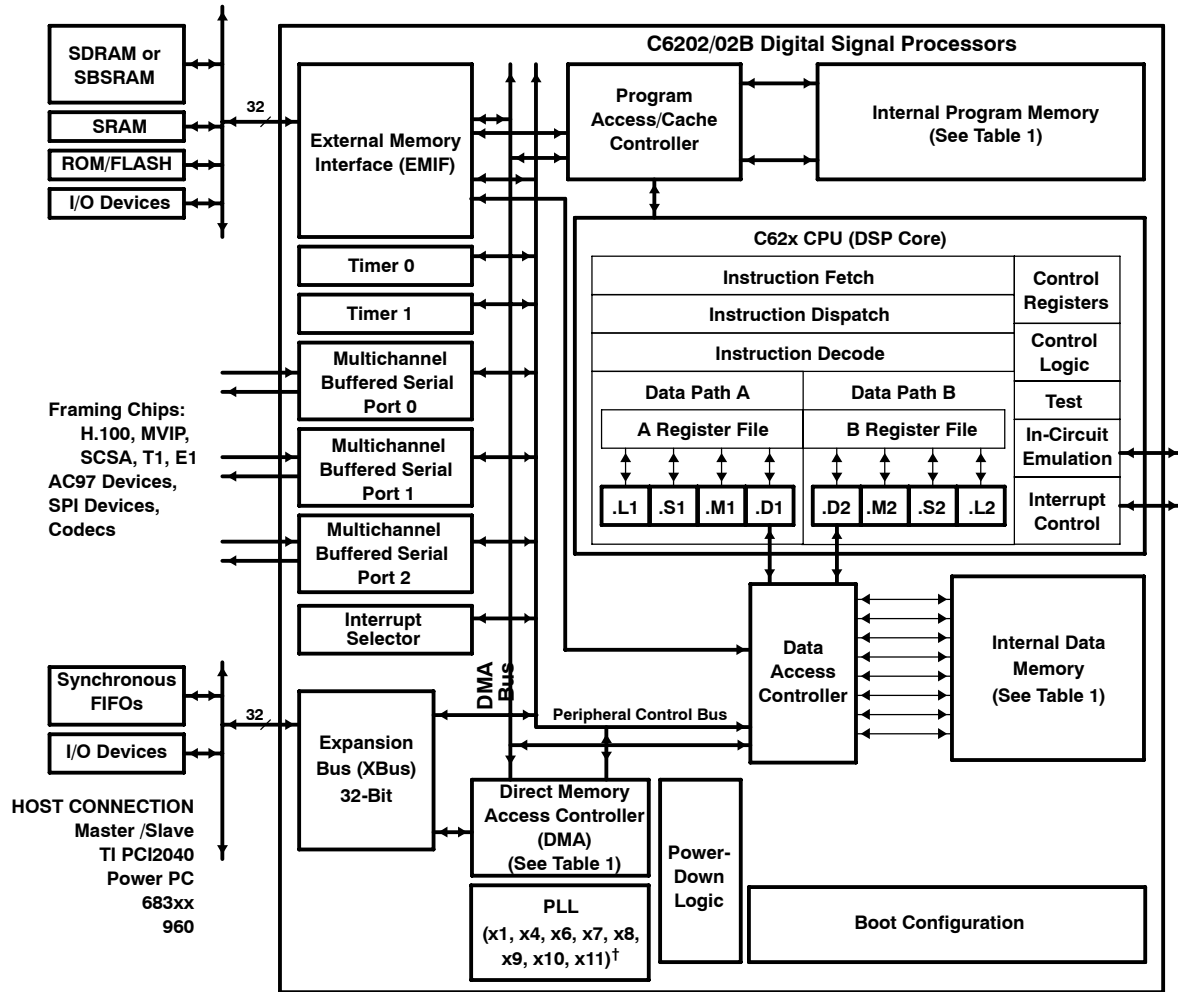 C6202/02B Digital Signal Processors
SDRAM or
SBSRAM
SRAM
ROM/FLASH
I/O Devices
32
External Memory
Interface (EMIF)
Program
Access/Cache
Controller
Internal Program Memory
(See Table 1)
Timer 0
Timer 1
Multichannel
Buffered Serial
Port 0
Multichannel
Buffered Serial
Port 1
Multichannel
Buffered Serial
Port 2
Interrupt
Selector
Framing Chips:
H.100, MVIP,
SCSA, T1, E1
AC97 Devices,
SPI Devices,
Codecs
C62x CPU (DSP Core)
Instruction Fetch
Instruction Dispatch
Instruction Decode
Data Path A
Data Path B
A Register File
B Register File
.L1
.S1
.M1
.D1
.D2
.M2
.S2
.L2
Control
Registers
Control
Logic
Test
In-Circuit
Emulation
Interrupt
Control
Synchronous
FIFOs
I/O Devices
32
Expansion
Bus (XBus)
32-Bit
DMA
Bus
Peripheral Control Bus
Data
Access
Controller
Internal Data
Memory
(See Table 1)
HOST CONNECTION
Master /Slave
TI PCI2040
Power PC
683xx
960
Direct Memory
Access Controller
(DMA)
(See Table 1)
PLL
(x1, x4, x6, x7, x8,
x9, x10, x11)†
Power-
Down
Logic
Boot Configuration